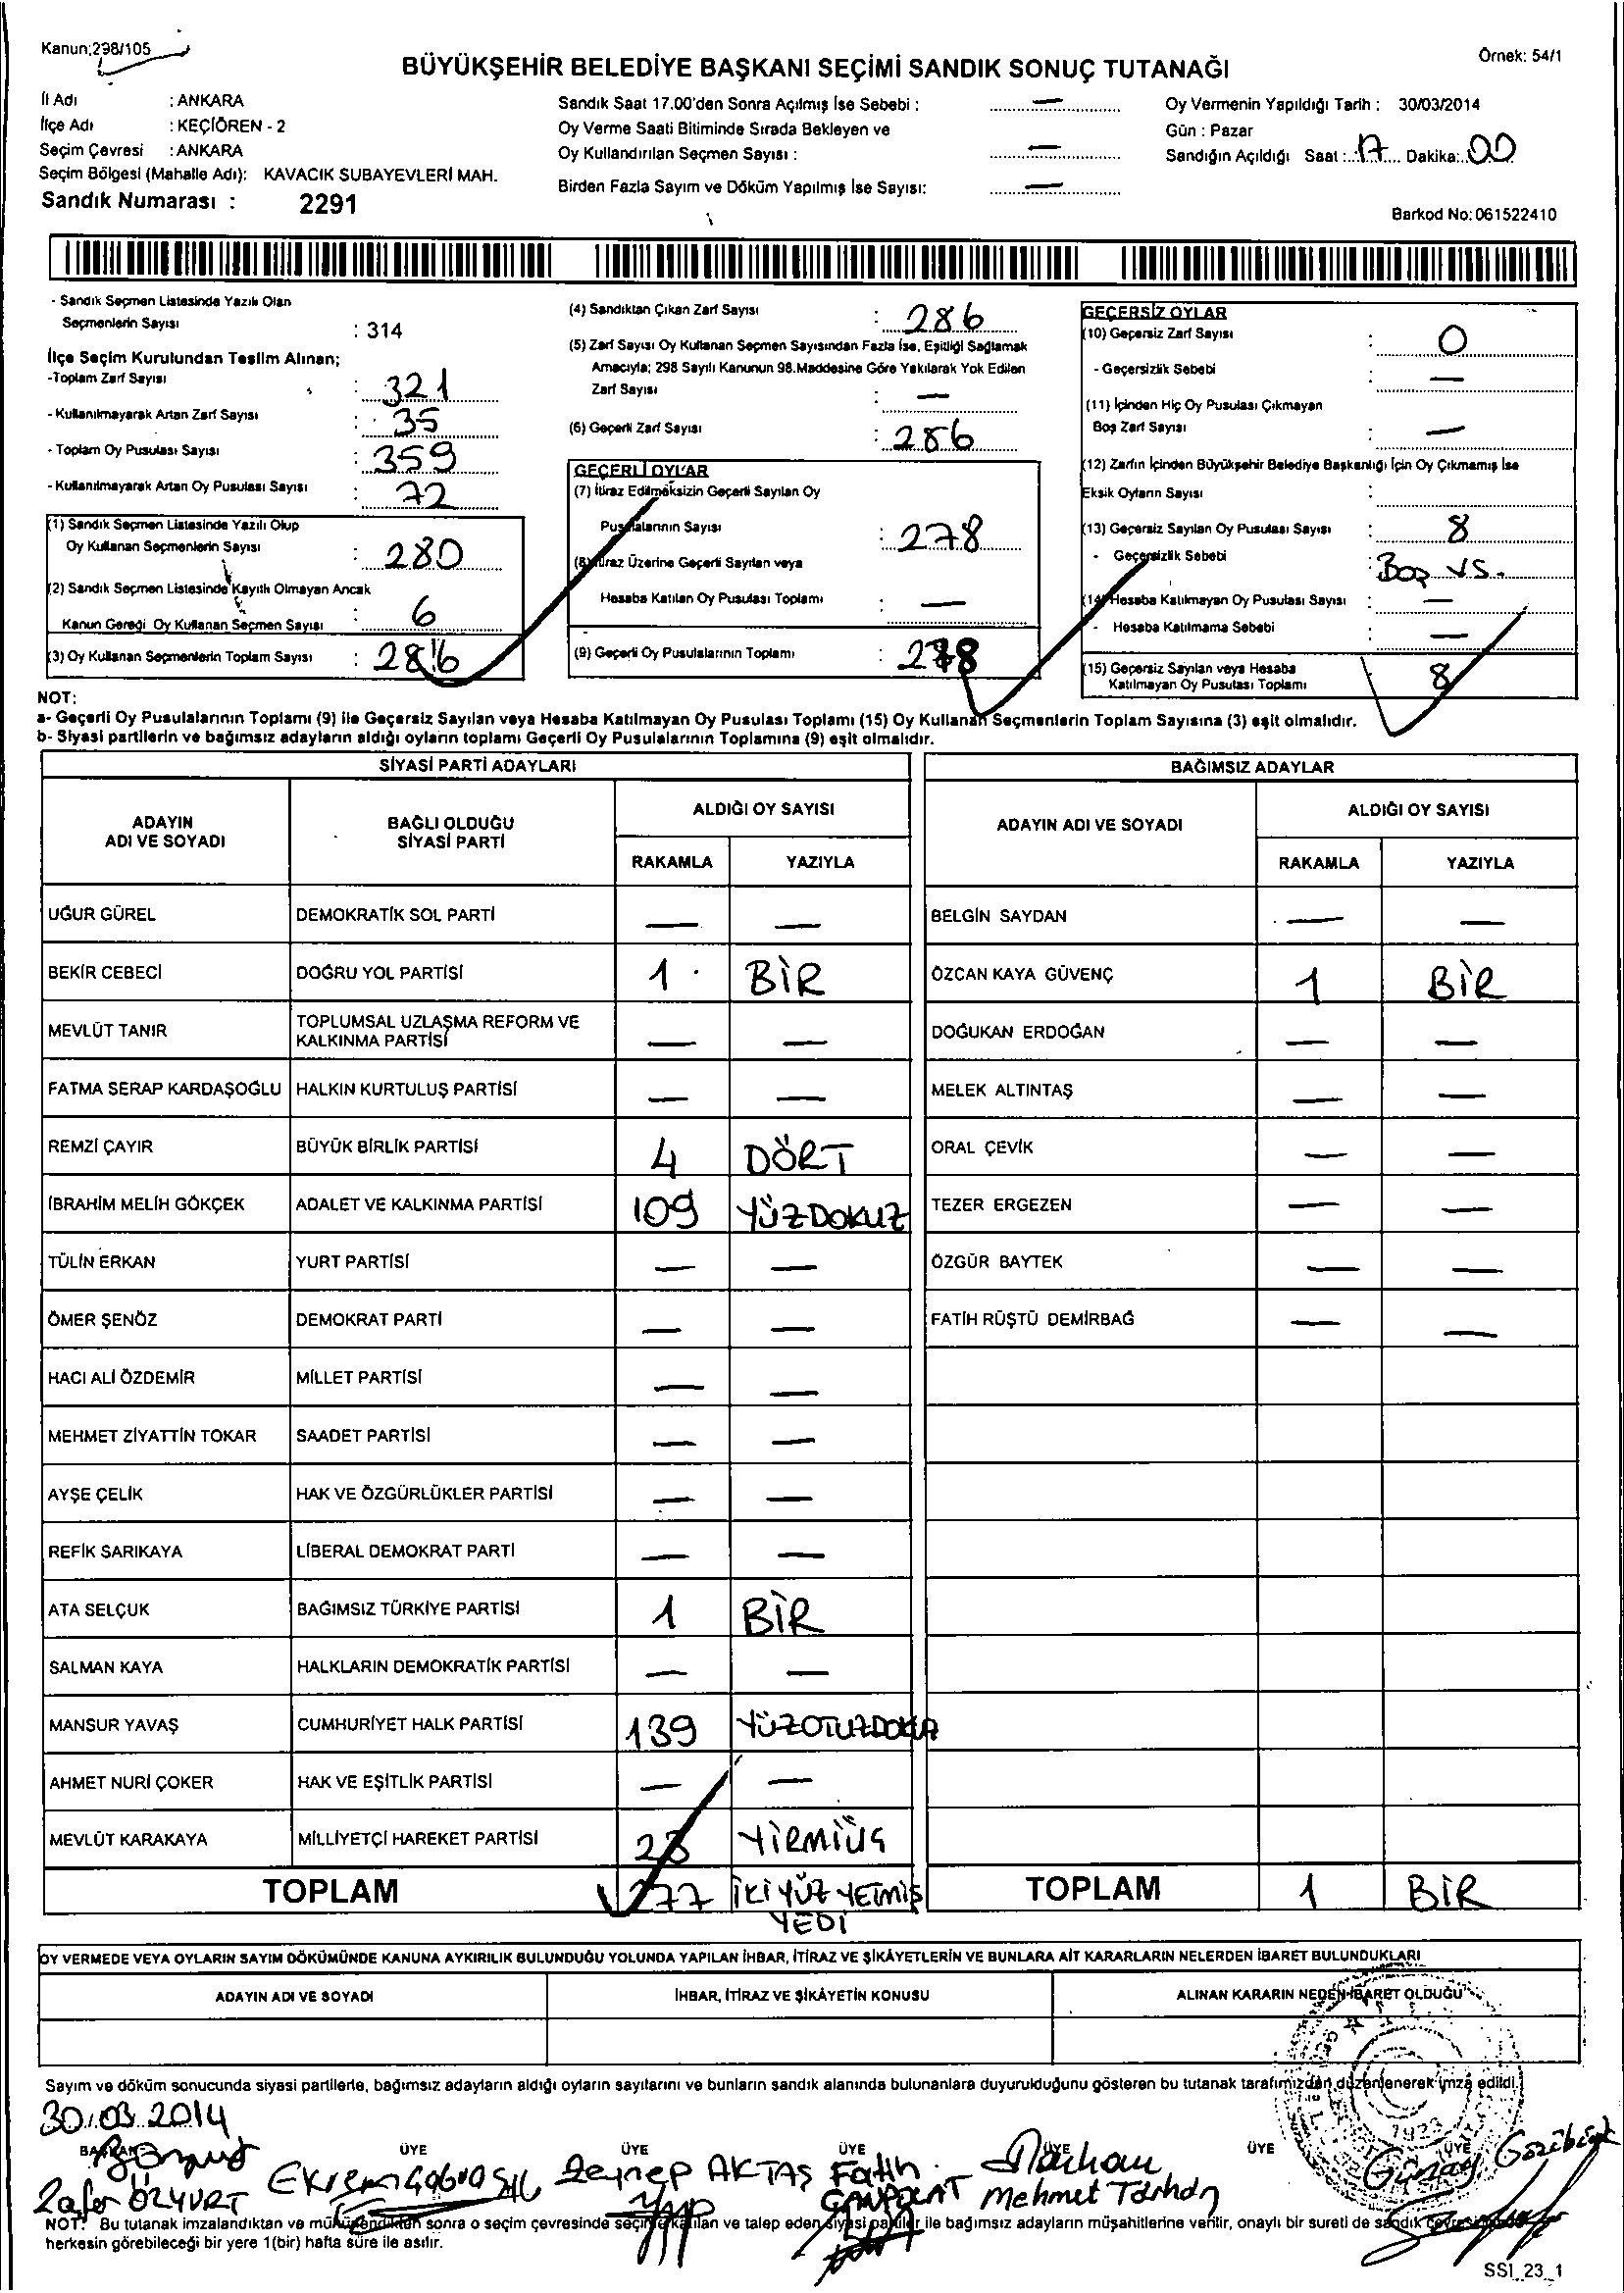 Kanun;298/105
BÜYÜKŞEHİR BELEDİYE BAŞKANI SEÇİMİ SANDIK SONUÇ TUTANAĞI
Örnek: 54/1
İl Adı : ANKARA
İlçe Adı : KEÇİÖREN - 2
Seçim Çevresi : ANKARA
Seçim Bölgesi (Mahalle Adı): KAVACIK SUBAYEVLERİ MAH.
Sandık Numarası : 2291
Sandık Saat 17.00'den Sonra Açılmış İse Sebebi : —
Oy Verme Saati Bitiminde Sırada Bekleyen ve
Oy Kullandırılan Seçmen Sayısı : —
Birden Fazla Sayım ve Döküm Yapılmış İse Sayısı: —
Oy Vermenin Yapıldığı Tarih : 30/03/2014
Gün : Pazar
Sandığın Açıldığı Saat : 17 Dakika: 00
Barkod No: 061522410
- Sandık Seçmen Listesinde Yazılı Olan
Seçmenlerin Sayısı : 314
İlçe Seçim Kurulundan Teslim Alınan;
-Toplam Zarf Sayısı : 321
- Kullanılmayarak Artan Zarf Sayısı : 35
- Toplam Oy Pusulası Sayısı : 359
- Kullanılmayarak Artan Oy Pusulası Sayısı : 72
(1) Sandık Seçmen Listesinde Yazılı Olup
Oy Kullanan Seçmenlerin Sayısı : 280
(2) Sandık Seçmen Listesinde Kayıtlı Olmayan Ancak
Kanun Gereği Oy Kullanan Seçmen Sayısı : 6
(3) Oy Kullanan Seçmenlerin Toplam Sayısı : 286
(4) Sandıktan Çıkan Zarf Sayısı : 286
(5) Zarf Sayısı Oy Kullanan Seçmen Sayısından Fazla İse, Eşitliği Sağlamak
Amacıyla; 298 Sayılı Kanunun 98.Maddesine Göre Yakılarak Yok Edilen
Zarf Sayısı : —
(6) Geçerli Zarf Sayısı : 286
GEÇERLİ OYLAR
(7) İtiraz Edilmeksizin Geçerli Sayılan Oy
Pusulalarının Sayısı : 278
(8) İtiraz Üzerine Geçerli Sayılan veya
Hesaba Katılan Oy Pusulası Toplamı : —
(9) Geçerli Oy Pusulalarının Toplamı : 278
GEÇERSİZ OYLAR
(10) Geçersiz Zarf Sayısı : 0
- Geçersizlik Sebebi : —
(11) İçinden Hiç Oy Pusulası Çıkmayan
Boş Zarf Sayısı : —
(12) Zarfın İçinden Büyükşehir Belediye Başkanlığı İçin Oy Çıkmamış İse
Eksik Oyların Sayısı :
(13) Geçersiz Sayılan Oy Pusulası Sayısı : 8
- Geçersizlik Sebebi : Boş vs.
(14) Hesaba Katılmayan Oy Pusulası Sayısı : —
- Hesaba Katılmama Sebebi : —
(15) Geçersiz Sayılan veya Hesaba
Katılmayan Oy Pusulası Toplamı : 8
NOT:
a- Geçerli Oy Pusulalarının Toplamı (9) ile Geçersiz Sayılan veya Hesaba Katılmayan Oy Pusulası Toplamı (15) Oy Kullanan Seçmenlerin Toplam Sayısına (3) eşit olmalıdır.
b- Siyasi partilerin ve bağımsız adayların aldığı oyların toplamı Geçerli Oy Pusulalarının Toplamına (9) eşit olmalıdır.
SİYASİ PARTİ ADAYLARI
ADAYIN ADI VE SOYADI
BAĞLI OLDUĞU SİYASİ PARTİ
ALDIĞI OY SAYISI
RAKAMLA YAZIYLA
UĞUR GÜREL DEMOKRATİK SOL PARTİ — —
BEKİR CEBECİ DOĞRU YOL PARTİSİ 1 BİR
MEVLÜT TANIR TOPLUMSAL UZLAŞMA REFORM VE KALKINMA PARTİSİ — —
FATMA SERAP KARDAŞOĞLU HALKIN KURTULUŞ PARTİSİ — —
REMZİ ÇAYIR BÜYÜK BİRLİK PARTİSİ 4 DÖRT
İBRAHİM MELİH GÖKÇEK ADALET VE KALKINMA PARTİSİ 109 YÜZDOKUZ
TÜLİN ERKAN YURT PARTİSİ — —
ÖMER ŞENÖZ DEMOKRAT PARTİ — —
HACI ALİ ÖZDEMİR MİLLET PARTİSİ — —
MEHMET ZİYATTİN TOKAR SAADET PARTİSİ — —
AYŞE ÇELİK HAK VE ÖZGÜRLÜKLER PARTİSİ — —
REFİK SARIKAYA LİBERAL DEMOKRAT PARTİ — —
ATA SELÇUK BAĞIMSIZ TÜRKİYE PARTİSİ 1 BİR
SALMAN KAYA HALKLARIN DEMOKRATİK PARTİSİ — —
MANSUR YAVAŞ CUMHURİYET HALK PARTİSİ 139 YÜZOTUZDOKUZ
AHMET NURİ ÇOKER HAK VE EŞİTLİK PARTİSİ — —
MEVLÜT KARAKAYA MİLLİYETÇİ HAREKET PARTİSİ 23 YİRMİÜÇ
TOPLAM 277 İKİYÜZ YETMİŞ YEDİ
BAĞIMSIZ ADAYLAR
ADAYIN ADI VE SOYADI
ALDIĞI OY SAYISI
RAKAMLA YAZIYLA
BELGİN SAYDAN — —
ÖZCAN KAYA GÜVENÇ 1 BİR
DOĞUKAN ERDOĞAN — —
MELEK ALTINTAŞ — —
ORAL ÇEVİK — —
TEZER ERGEZEN — —
ÖZGÜR BAYTEK — —
FATİH RÜŞTÜ DEMİRBAĞ — —
TOPLAM 1 BİR
OY VERMEDE VEYA OYLARIN SAYIM DÖKÜMÜNDE KANUNA AYKIRILIK BULUNDUĞU YOLUNDA YAPILAN İHBAR, İTİRAZ VE ŞİKÂYETLERİN VE BUNLARA AİT KARARLARIN NELERDEN İBARET BULUNDUKLARI
ADAYIN ADI VE SOYADI
İHBAR, İTİRAZ VE ŞİKÂYETİN KONUSU
ALINAN KARARIN NEDEN İBARET OLDUĞU
Sayım ve döküm sonucunda siyasi partilerle, bağımsız adayların aldığı oyların sayılarını ve bunların sandık alanında bulunanlara duyurulduğunu gösteren bu tutanak tarafımızdan düzenlenerek imza edildi.
30.03.2014
BAŞKAN ÜYE ÜYE ÜYE ÜYE ÜYE ÜYE
Zafer ÖZYURT
Zeynep AKTAŞ
Fatih CANPOLAT
Mehmet Tarhan
Günay
NOT: Bu tutanak imzalandıktan ve mühürlendikten sonra o seçim çevresinde seçime katılan ve talep eden siyasi partiler ile bağımsız adayların müşahitlerine verilir, onaylı bir sureti de sandık çevresinde
herkesin görebileceği bir yere 1(bir) hafta süre ile asılır.
SSI_23_1